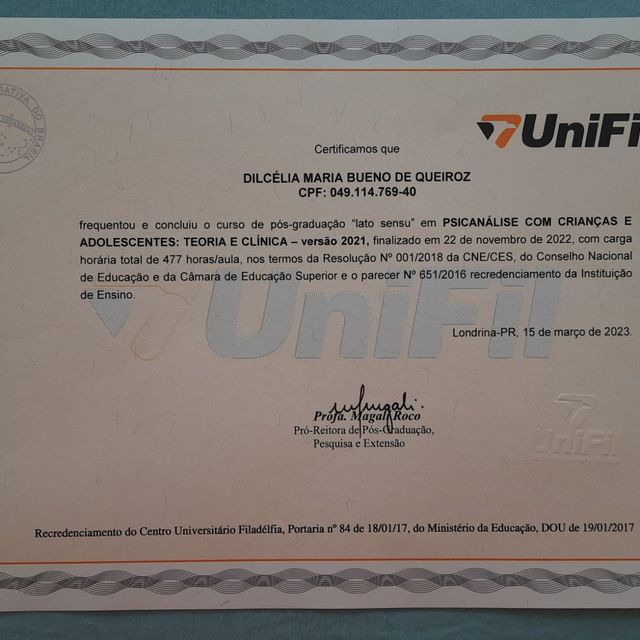 UniFil
Certificamos que
DILCÉLIA MARIA BUENO DE QUEIROZ
CPF: 049.114.769-40
frequentou e concluiu o curso de pós-graduação "lato sensu" em PSICANÁLISE COM CRIANÇAS E
ADOLESCENTES: TEORIA E CLÍNICA – versão 2021, finalizado em 22 de novembro de 2022, com carga
horária total de 477 horas/aula, nos termos da Resolução Nº 001/2018 da CNE/CES, do Conselho Nacional
de Educação e da Câmara de Educação Superior e o parecer Nº 651/2016 recredenciamento da Instituição
de Ensino.
UniFil
Londrina-PR, 15 de março de 2023.
Profa. Magali Roco
Pró-Reitora de Pós-Graduação,
Pesquisa e Extensão
UniFil
Recredenciamento do Centro Universitário Filadélfia, Portaria nº 84 de 18/01/17, do Ministério da Educação, DOU de 19/01/2017